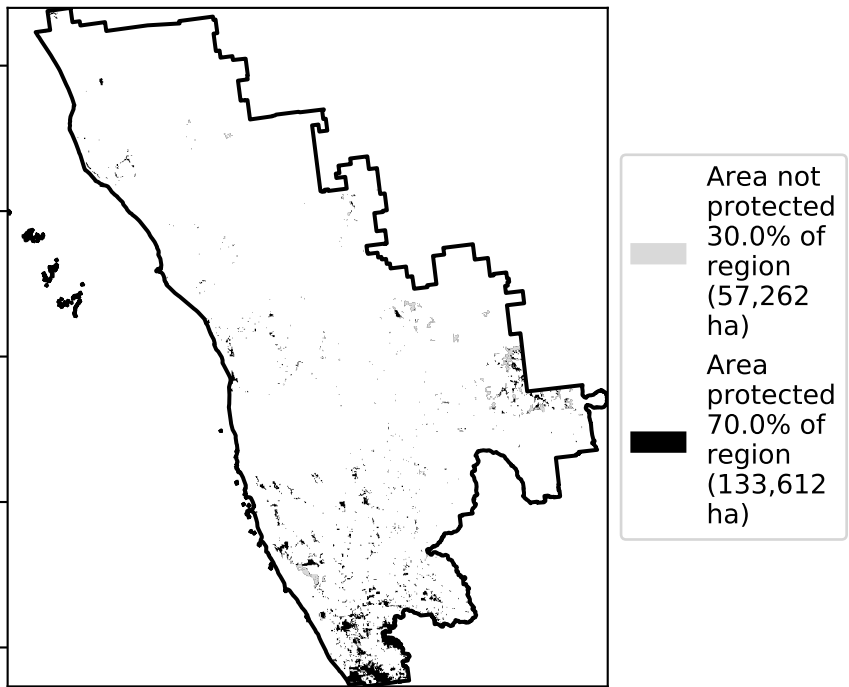 Area not
protected
30.0% of
region
(57,262
ha)
Area
protected
70.0% of
region
(133,612
ha)